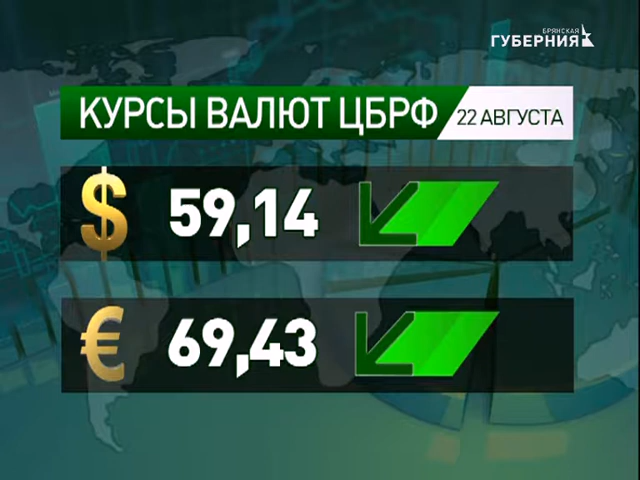 БРЯНСКАЯ
ГУБЕРНИЯ
КУРСЫ ВАЛЮТ ЦБРФ
22 АВГУСТА
$ 59,14
€ 69,43